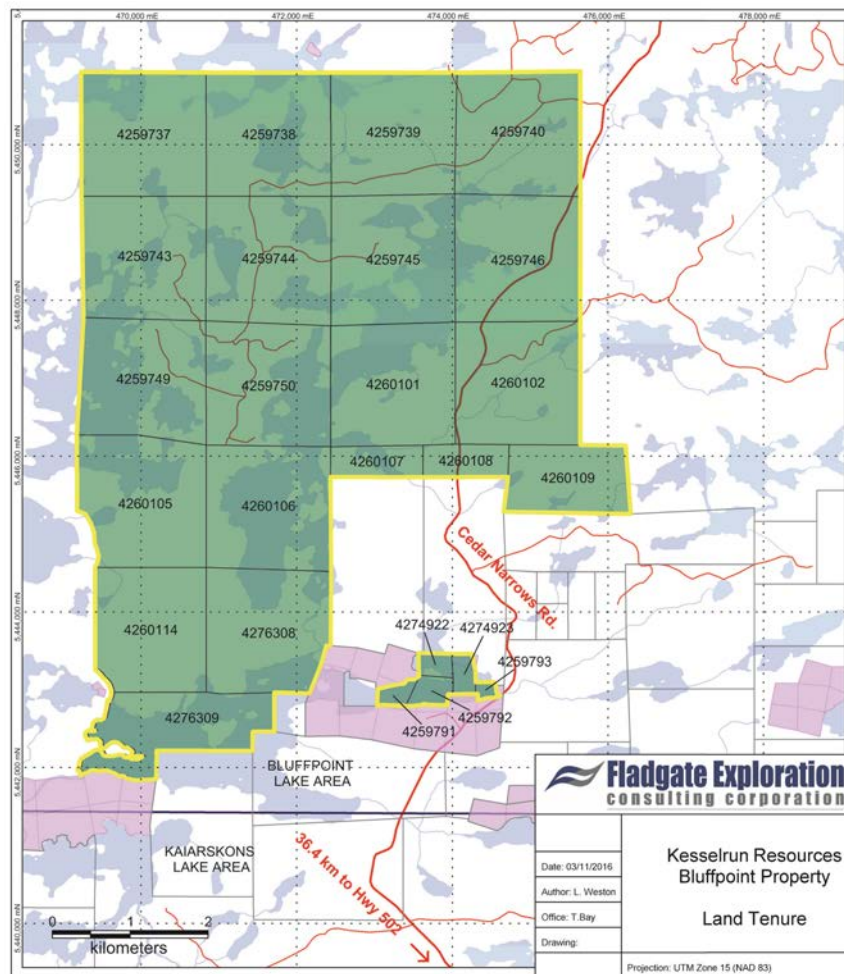 470,000 mE
472,000 mE
474,000 mE
476,000 mE
478,000 mE
5,450,000 mN
5,448,000 mN
5,446,000 mN
5,444,000 mN
5,442,000 mN
5,440,000 mN
4259737
4259738
4259739
4259740
4259743
4259744
4259745
4259746
4259749
4259750
4260101
4260102
4260107
4260108
4260109
4260105
4260106
Cedar Narrows Rd.
4260114
4276308
4274922
4274923
4259793
4276309
4259791
4259792
BLUFFPOINT
LAKE AREA
KAIARSKONS
LAKE AREA
36.4 km to Hwy 502
0 1 2
kilometers
Fladgate Exploration
consulting corporation
Date: 03/11/2016
Author: L. Weston
Office: T.Bay
Drawing:
Kesselrun Resources
Bluffpoint Property
Land Tenure
Projection: UTM Zone 15 (NAD 83)